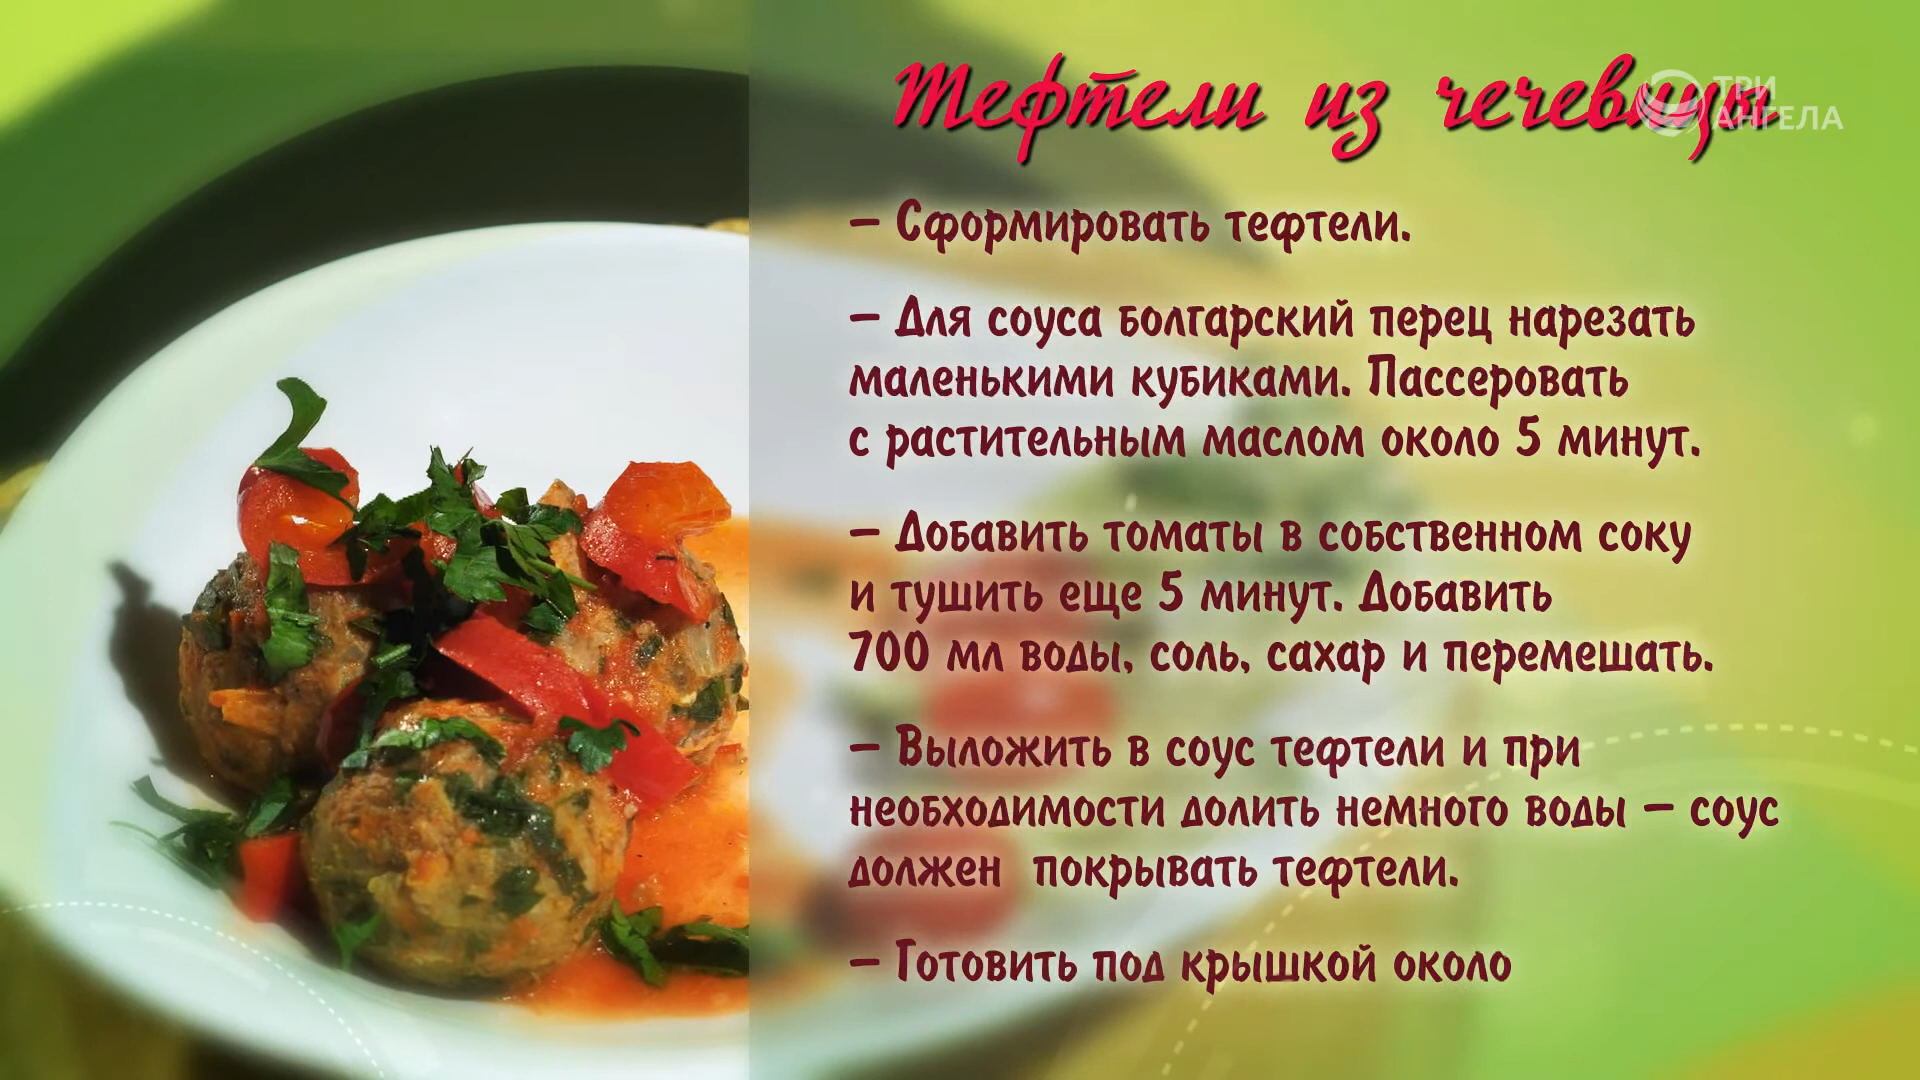 Тефтели из чечевицы
ТРИ
АНГЕЛА
– Сформировать тефтели.
– Для соуса болгарский перец нарезать
маленькими кубиками. Пассеровать
с растительным маслом около 5 минут.
– Добавить томаты в собственном соку
и тушить еще 5 минут. Добавить
700 мл воды, соль, сахар и перемешать.
– Выложить в соус тефтели и при
необходимости долить немного воды – соус
должен покрывать тефтели.
– Готовить под крышкой около